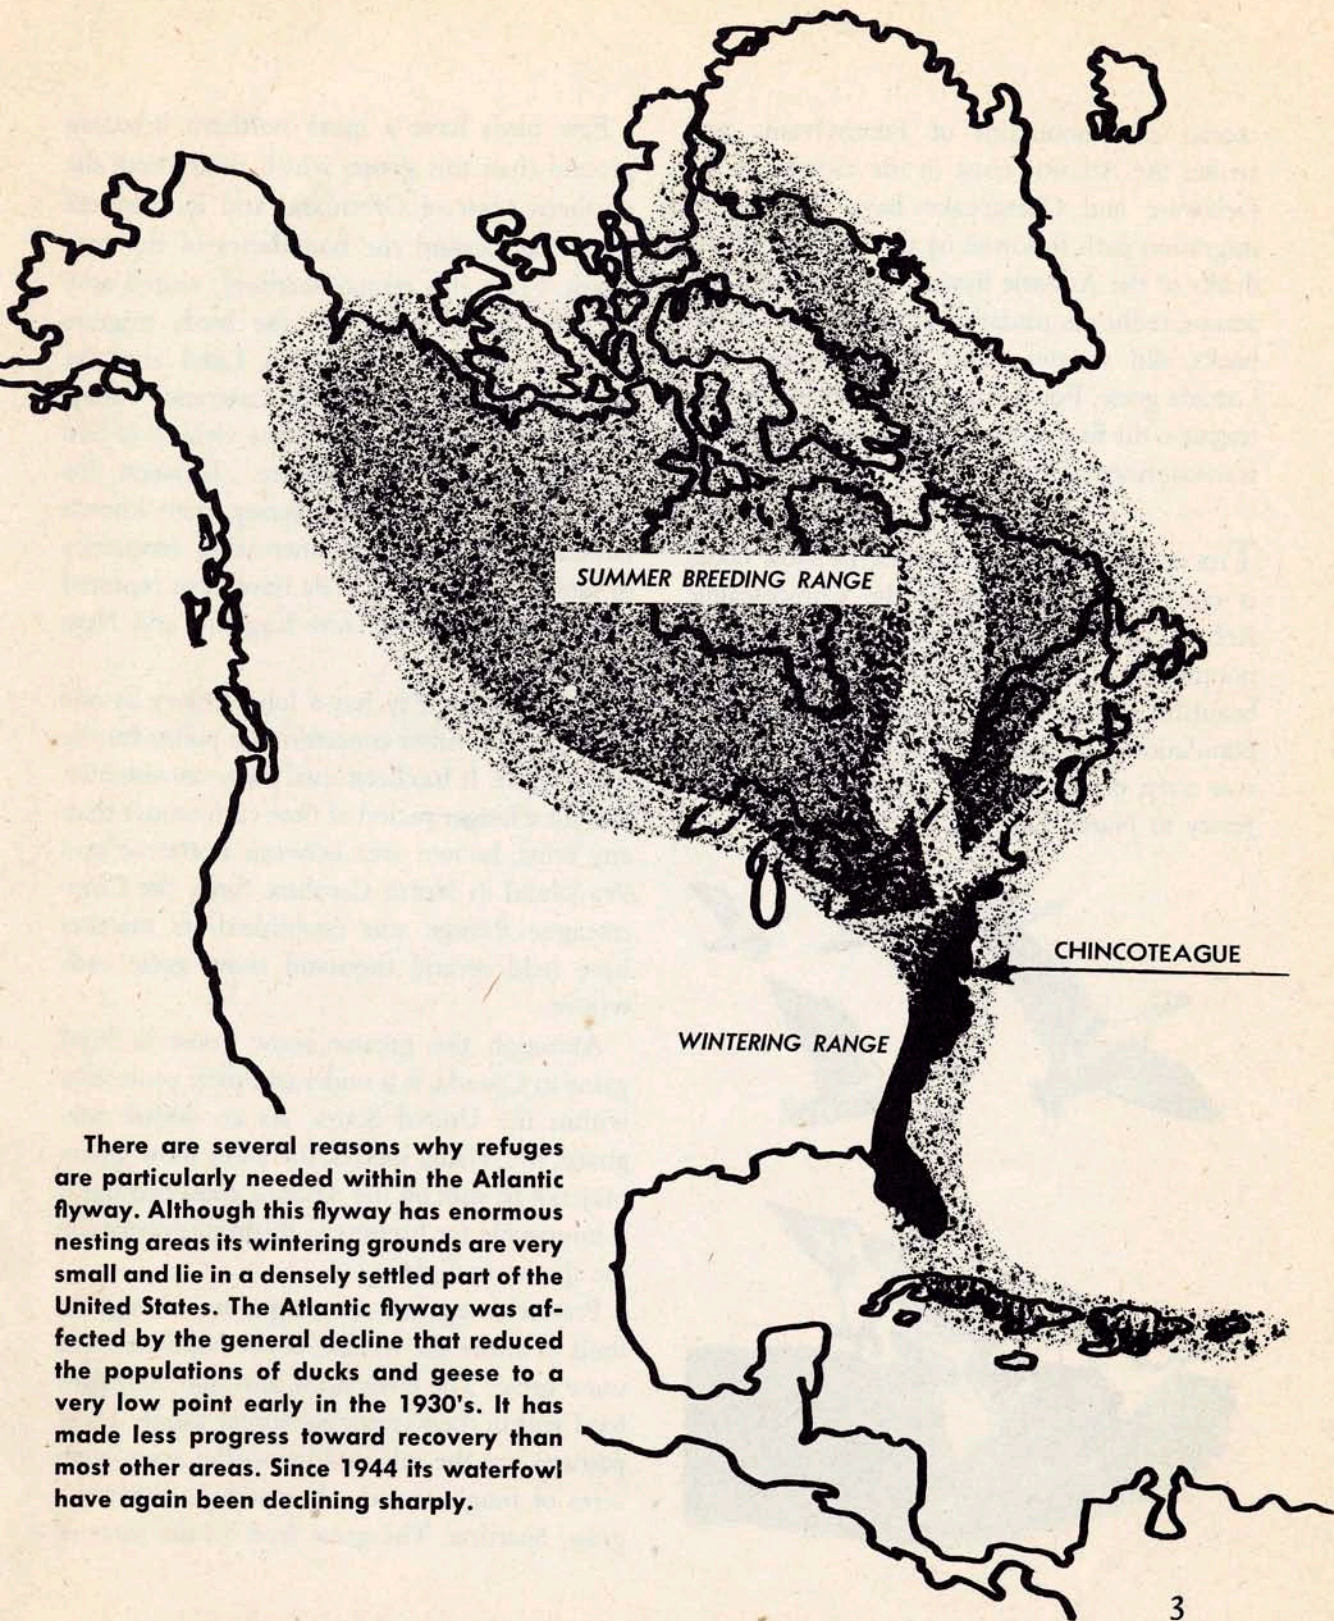 SUMMER BREEDING RANGE
CHINCOTEAGUE
WINTERING RANGE
There are several reasons why refuges
are particularly needed within the Atlantic
flyway. Although this flyway has enormous
nesting areas its wintering grounds are very
small and lie in a densely settled part of the
United States. The Atlantic flyway was af-
fected by the general decline that reduced
the populations of ducks and geese to a
very low point early in the 1930's. It has
made less progress toward recovery than
most other areas. Since 1944 its waterfowl
have again been declining sharply.
3